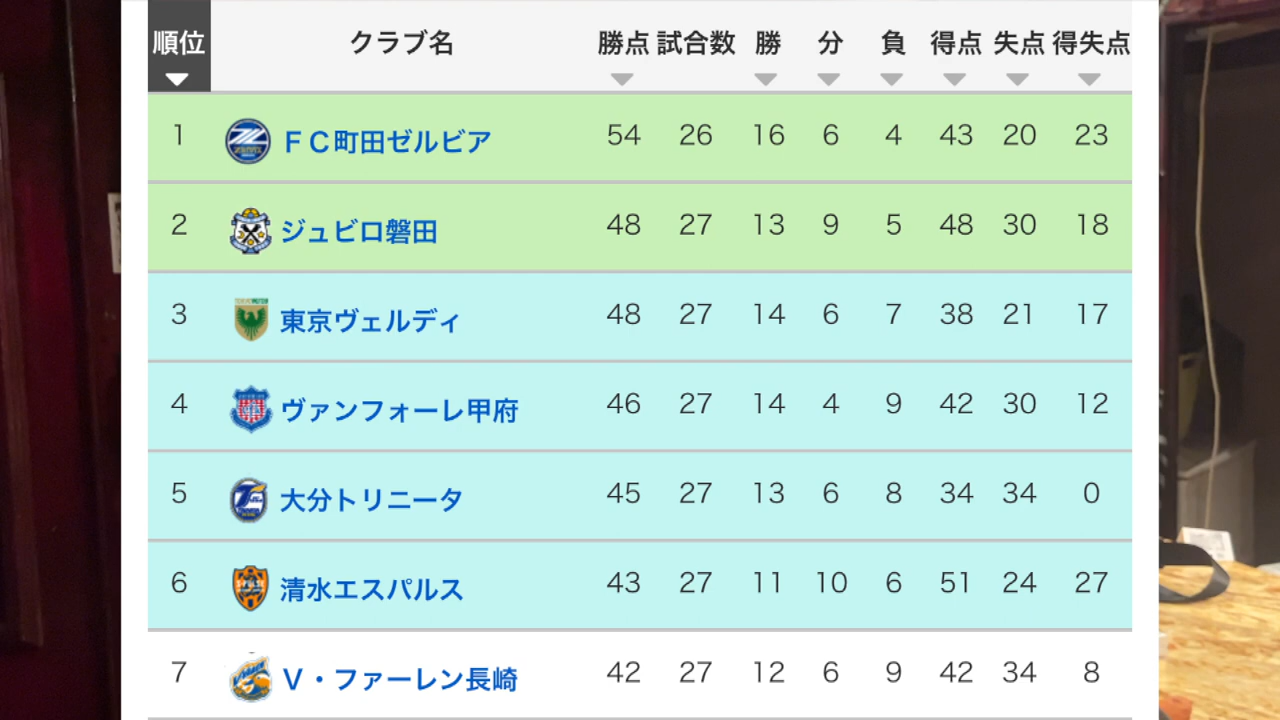 順位 クラブ名 勝点 試合数 勝 分 負 得点 失点 得失点
1 ＦＣ町田ゼルビア 54 26 16 6 4 43 20 23
2 ジュビロ磐田 48 27 13 9 5 48 30 18
3 東京ヴェルディ 48 27 14 6 7 38 21 17
4 ヴァンフォーレ甲府 46 27 14 4 9 42 30 12
5 大分トリニータ 45 27 13 6 8 34 34 0
6 清水エスパルス 43 27 11 10 6 51 24 27
7 Ｖ・ファーレン長崎 42 27 12 6 9 42 34 8